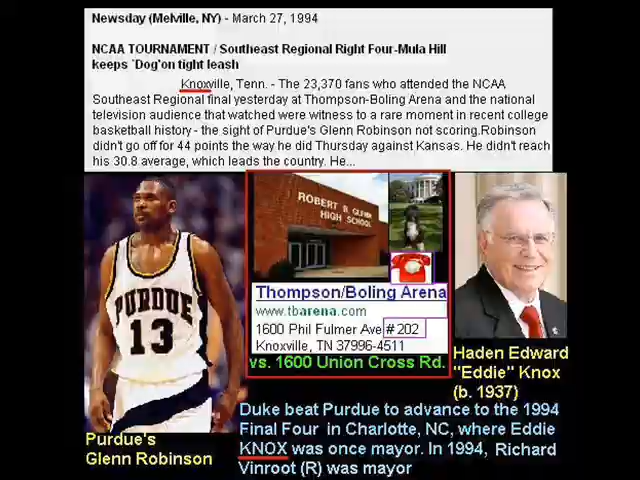 Newsday (Melville, NY) - March 27, 1994
NCAA TOURNAMENT / Southeast Regional Right Four-Mula Hill
keeps `Dog'on tight leash
Knoxville, Tenn. - The 23,370 fans who attended the NCAA
Southeast Regional final yesterday at Thompson-Boling Arena and the national
television audience that watched were witness to a rare moment in recent college
basketball history - the sight of Purdue's Glenn Robinson not scoring.Robinson
didn't go off for 44 points the way he did Thursday against Kansas. He didn't reach
his 30.8 average, which leads the country. He...
ROBERT B. GLENN
HIGH SCHOOL
PURDUE
13
Thompson/Boling Arena
www.tbarena.com
1600 Phil Fulmer Ave #202
Knoxville, TN 37996-4511
vs. 1600 Union Cross Rd.
Haden Edward
"Eddie" Knox
(b. 1937)
Purdue's
Glenn Robinson
Duke beat Purdue to advance to the 1994
Final Four in Charlotte, NC, where Eddie
KNOX was once mayor. In 1994, Richard
Vinroot (R) was mayor